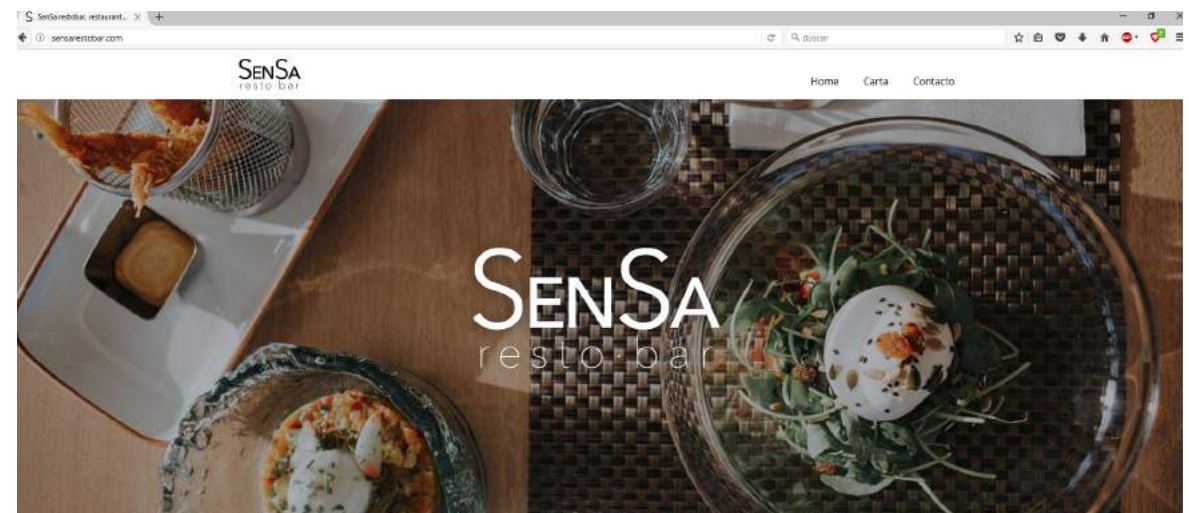 SenSa restobar, restaurant...
sensarestobar.com
Buscar
SENSA
resto·bar
Home Carta Contacto
SENSA
resto·bar